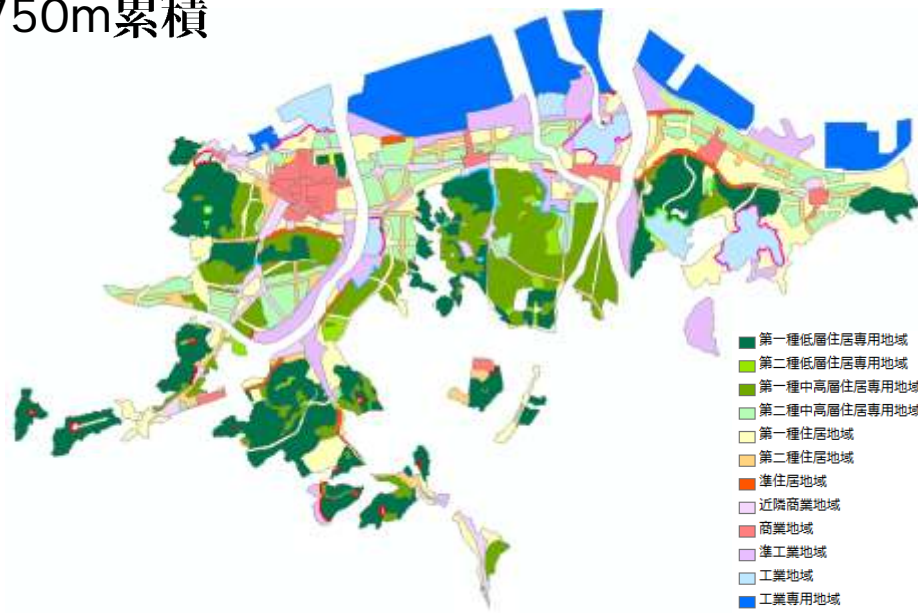 750m累積
第一種低層住居専用地域
第二種低層住居専用地域
第一種中高層住居専用地域
第二種中高層住居専用地域
第一種住居地域
第二種住居地域
準住居地域
近隣商業地域
商業地域
準工業地域
工業地域
工業専用地域